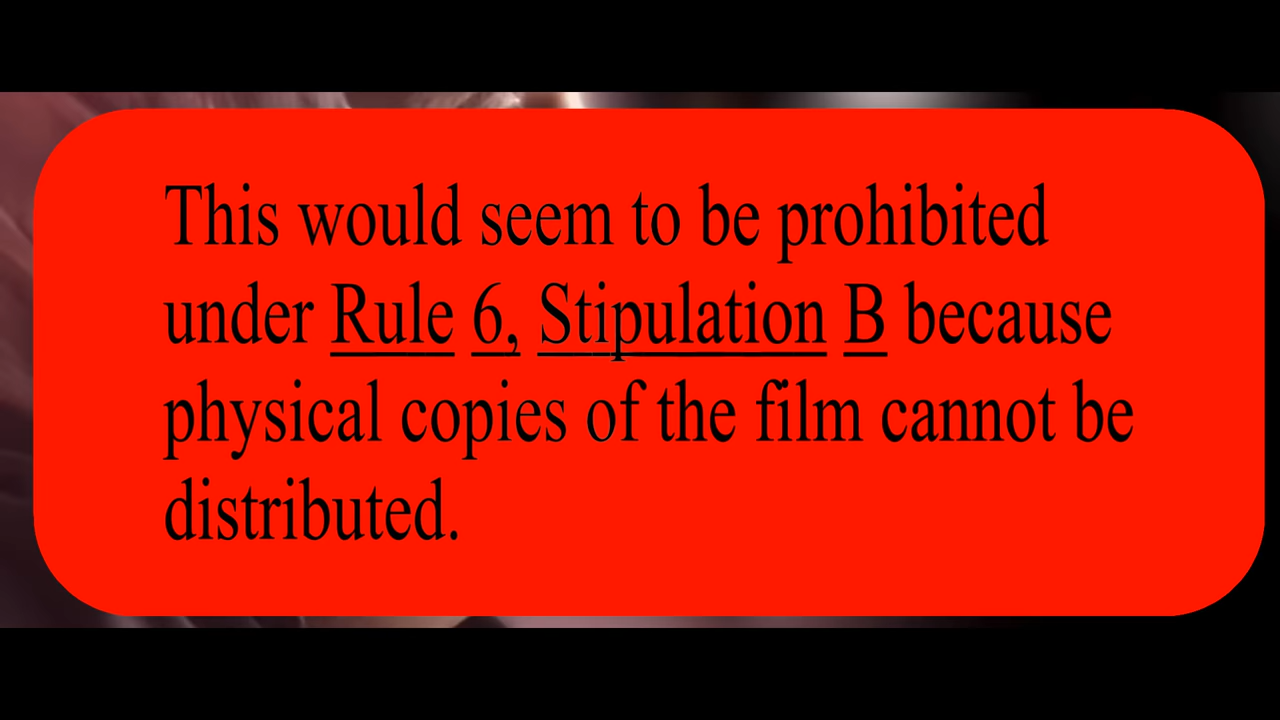 This would seem to be prohibited
under Rule 6, Stipulation B because
physical copies of the film cannot be
distributed.